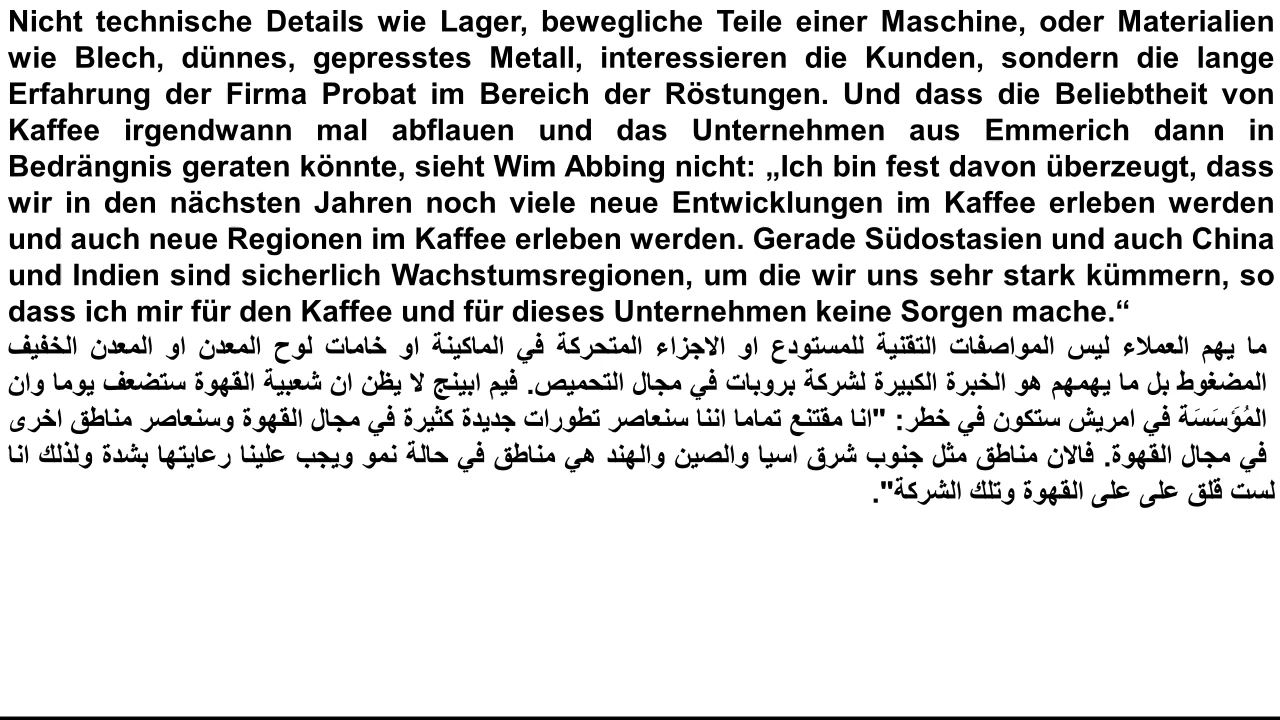 Nicht technische Details wie Lager, bewegliche Teile einer Maschine, oder Materialien
wie Blech, dünnes, gepresstes Metall, interessieren die Kunden, sondern die lange
Erfahrung der Firma Probat im Bereich der Röstungen. Und dass die Beliebtheit von
Kaffee irgendwann mal abflauen und das Unternehmen aus Emmerich dann in
Bedrängnis geraten könnte, sieht Wim Abbing nicht: „Ich bin fest davon überzeugt, dass
wir in den nächsten Jahren noch viele neue Entwicklungen im Kaffee erleben werden
und auch neue Regionen im Kaffee erleben werden. Gerade Südostasien und auch China
und Indien sind sicherlich Wachstumsregionen, um die wir uns sehr stark kümmern, so
dass ich mir für den Kaffee und für dieses Unternehmen keine Sorgen mache.“
ما يهم العملاء ليس المواصفات التقنية للمستودع او الاجزاء المتحركة في الماكينة او خامات لوح المعدن او المعدن الخفيف
المضغوط بل ما يهمهم هو الخبرة الكبيرة لشركة بروبات في مجال التحميص. فيم ابينج لا يظن ان شعبية القهوة ستضعف يوما وان
المُؤَسَسَة في امريش ستكون في خطر: "انا مقتنع تماما اننا سنعاصر تطورات جديدة كثيرة في مجال القهوة وسنعاصر مناطق اخرى
في مجال القهوة. فالان مناطق مثل جنوب شرق اسيا والصين والهند هي مناطق في حالة نمو ويجب علينا رعايتها بشدة ولذلك انا
لست قلق على على القهوة وتلك الشركة".